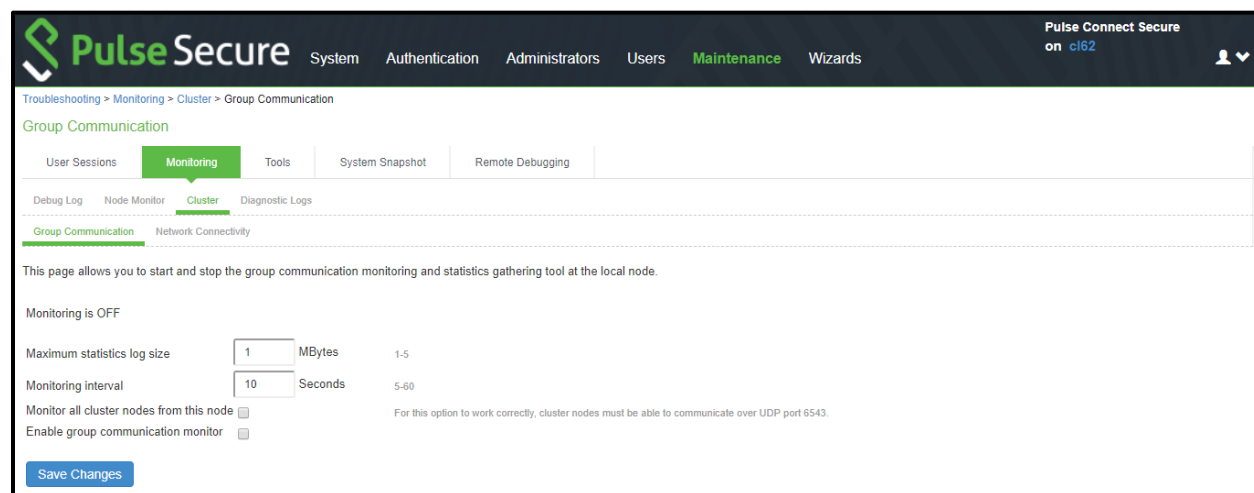 Pulse Secure
System Authentication Administrators Users Maintenance Wizards
Pulse Connect Secure
on cl62
Troubleshooting > Monitoring > Cluster > Group Communication
Group Communication
User Sessions Monitoring Tools System Snapshot Remote Debugging
Debug Log Node Monitor Cluster Diagnostic Logs
Group Communication Network Connectivity
This page allows you to start and stop the group communication monitoring and statistics gathering tool at the local node.
Monitoring is OFF
Maximum statistics log size 1 MBytes 1-5
Monitoring interval 10 Seconds 5-60
Monitor all cluster nodes from this node For this option to work correctly, cluster nodes must be able to communicate over UDP port 6543.
Enable group communication monitor
Save Changes